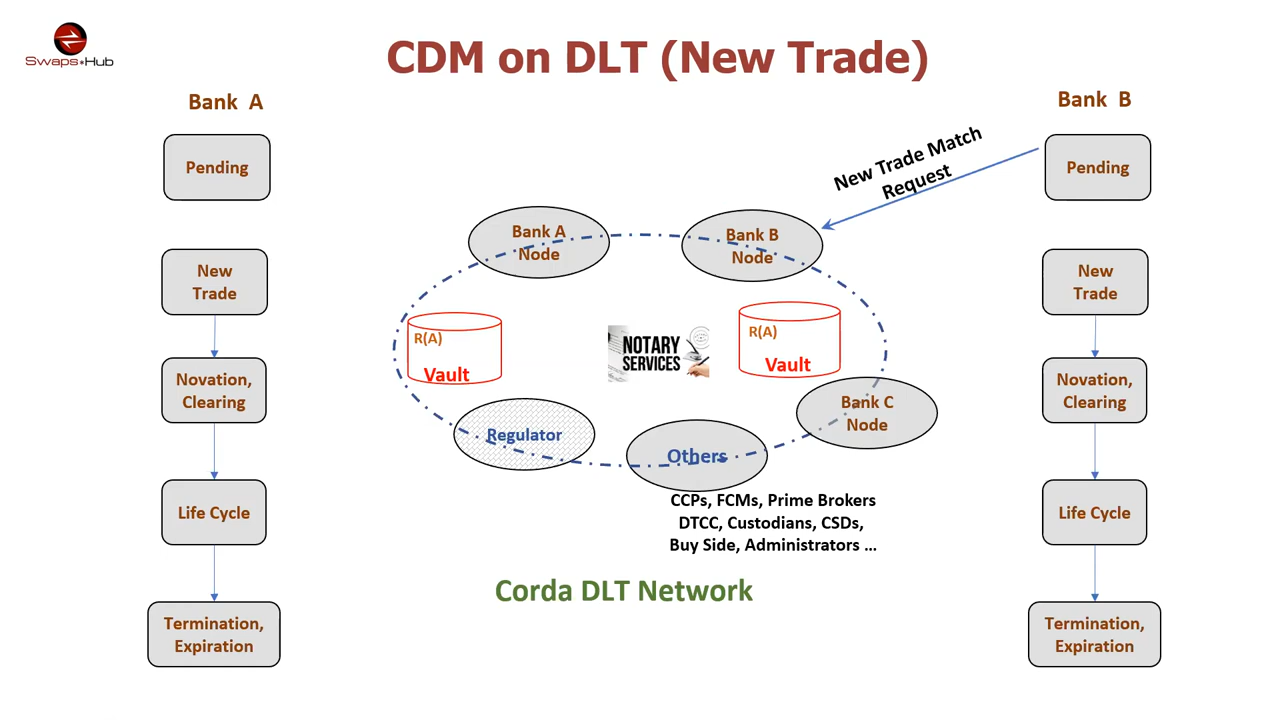 Swaps Hub
CDM on DLT (New Trade)
Bank A
Bank B
Pending
New Trade Match
Request
Pending
Bank A
Node
Bank B
Node
New
Trade
New
Trade
R(A)
Vault
NOTARY
SERVICES
R(A)
Vault
Novation,
Clearing
Bank C
Node
Novation,
Clearing
Regulator
Others
CCPs, FCMs, Prime Brokers
DTCC, Custodians, CSDs,
Buy Side, Administrators ...
Life Cycle
Life Cycle
Corda DLT Network
Termination,
Expiration
Termination,
Expiration